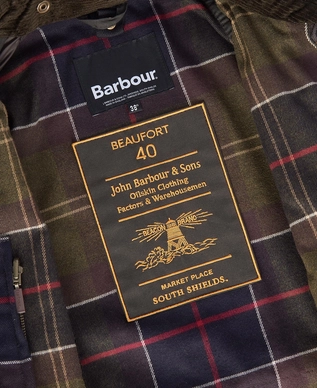 Barbour.
38"
BEAUFORT
40
John Barbour & Sons
Oilskin Clothing
Factors & Warehousemen
BEACON BRAND
MARKET PLACE
SOUTH SHIELDS.